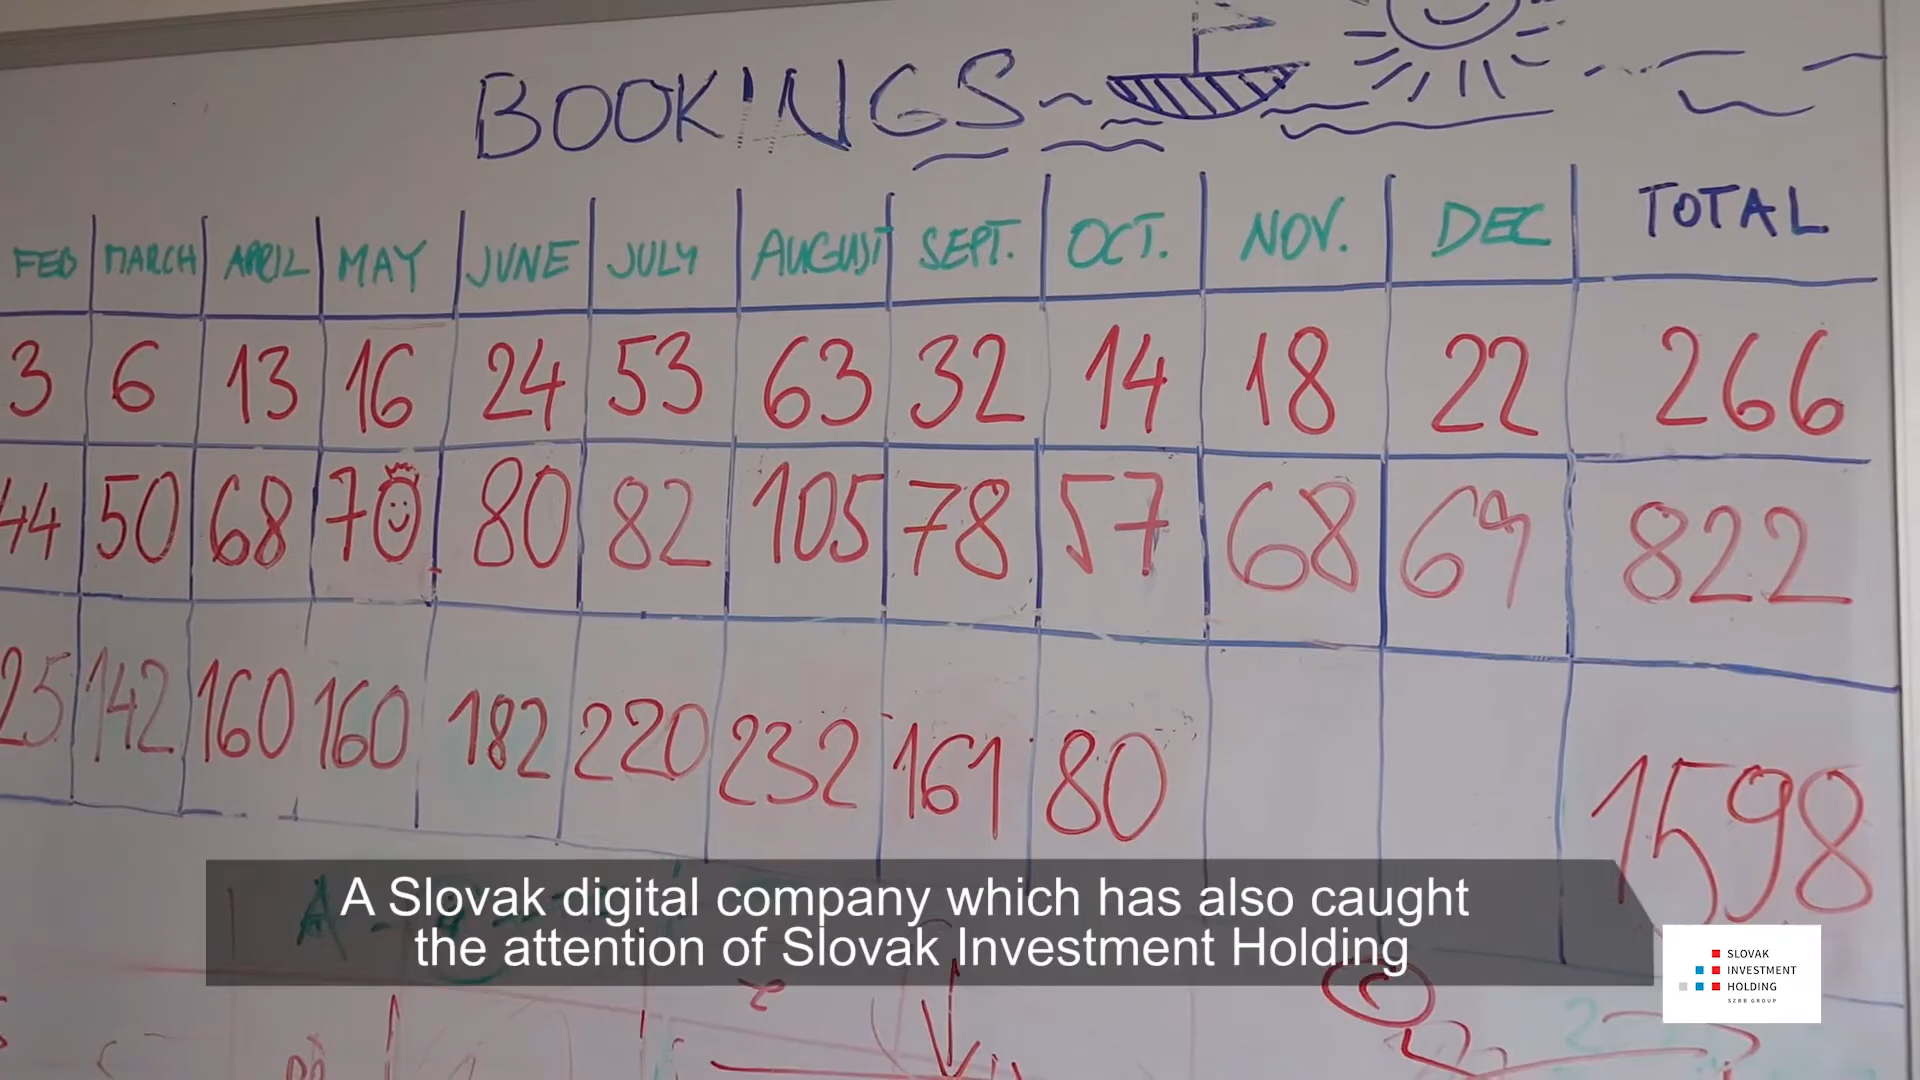 BOOKINGS
FEB MARCH APRIL MAY JUNE JULY AUGUST SEPT. OCT. NOV. DEC TOTAL
3 6 13 16 24 53 63 32 14 18 22 266
44 50 68 70 80 82 105 78 57 68 69 822
25 142 160 160 182 220 232 161 80 1598
A Slovak digital company which has also caught
the attention of Slovak Investment Holding
SLOVAK
INVESTMENT
HOLDING
SZRB GROUP